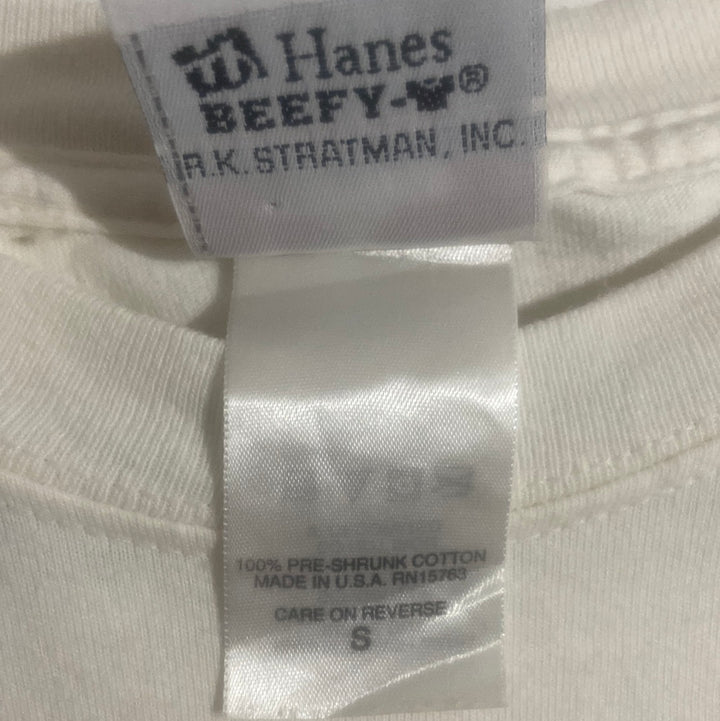 Hanes
BEEFY-®
R.K. STRATMAN, INC.
100% PRE-SHRUNK COTTON
MADE IN U.S.A. RN15763
CARE ON REVERSE
S